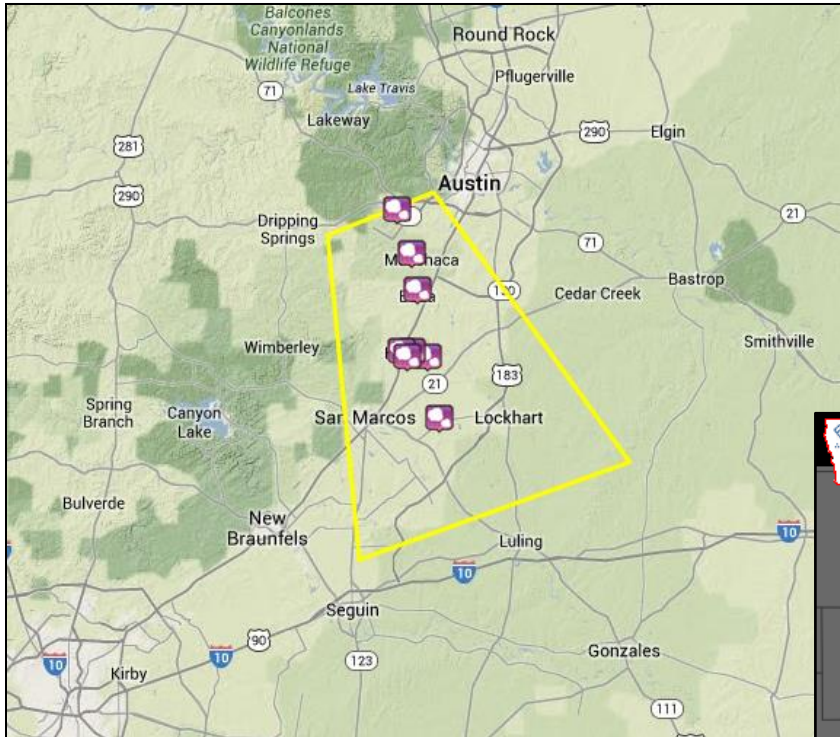 Balcones
Canyonlands
National
Wildlife Refuge
Round Rock
Pflugerville
71
Lake Travis
Lakeway
281
290
Elgin
290
Austin
Dripping
Springs
21
71
Bastrop
Cedar Creek
Smithville
Wimberley
183
21
Spring
Branch
Canyon
Lake
San Marcos
Lockhart
Bulverde
New
Braunfels
Luling
10
10
Seguin
90
10
10
Kirby
123
Gonzales
111